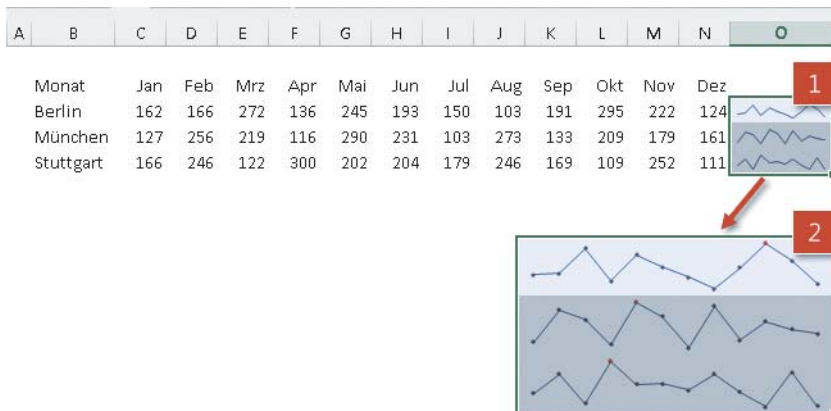 A B C D E F G H I J K L M N O
Monat Jan Feb Mrz Apr Mai Jun Jul Aug Sep Okt Nov Dez
1
Berlin 162 166 272 136 245 193 150 103 191 295 222 124
München 127 256 219 116 290 231 103 273 133 209 179 161
Stuttgart 166 246 122 300 202 204 179 246 169 109 252 111
2